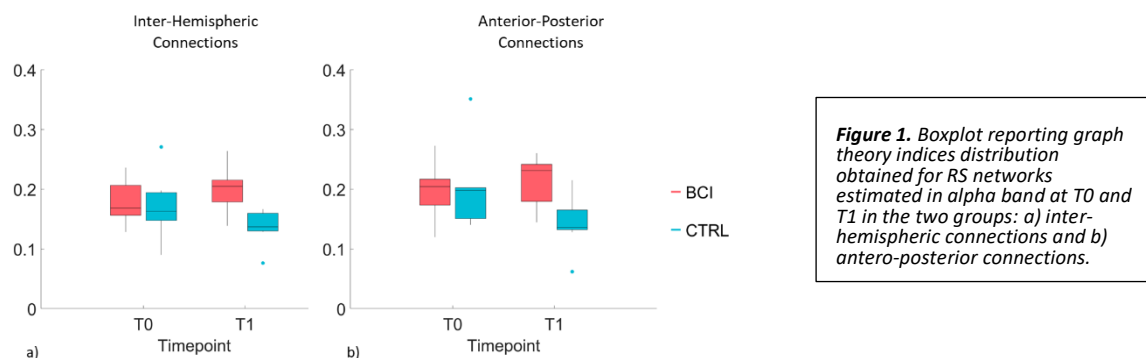 Inter-Hemispheric
Connections
0.4
0.3
0.2
0.1
0
T0
T1
Timepoint
a)
Anterior-Posterior
Connections
0.4
0.3
0.2
0.1
0
T0
T1
Timepoint
b)
BCI
CTRL
Figure 1. Boxplot reporting graph
theory indices distribution
obtained for RS networks
estimated in alpha band at T0 and
T1 in the two groups: a) inter-
hemispheric connections and b)
antero-posterior connections.